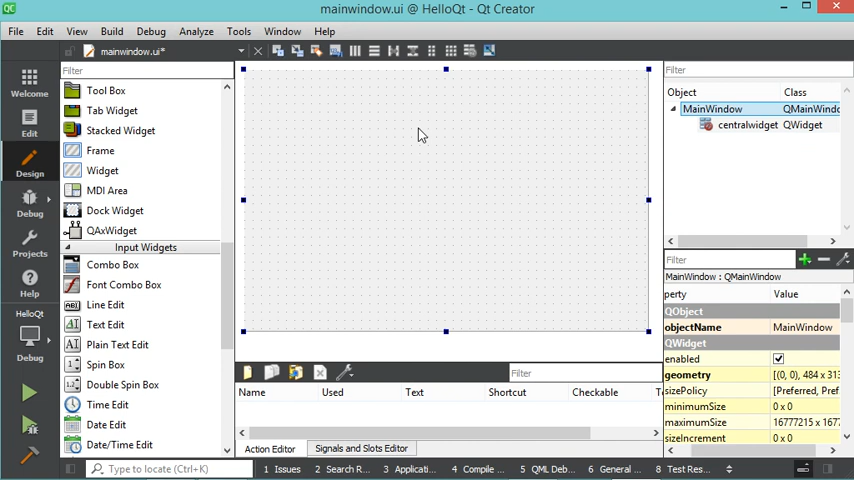 QC
mainwindow.ui @ HelloQt - Qt Creator
File Edit View Build Debug Analyze Tools Window Help
mainwindow.ui*
Welcome
Edit
Design
Debug
Projects
Help
HelloQt
Debug
Filter
Tool Box
Tab Widget
Stacked Widget
Frame
Widget
MDI Area
Dock Widget
QAxWidget
Input Widgets
Combo Box
Font Combo Box
Line Edit
Text Edit
Plain Text Edit
Spin Box
Double Spin Box
Time Edit
Date Edit
Date/Time Edit
Filter
Name Used Text Shortcut Checkable
Action Editor Signals and Slots Editor
Filter
Object Class
MainWindow QMainWindo
centralwidget QWidget
Filter
MainWindow : QMainWindow
perty Value
QObject
objectName MainWindow
QWidget
enabled
geometry [(0, 0), 484 x 313
sizePolicy [Preferred, Pref
minimumSize 0 x 0
maximumSize 16777215 x 1677
sizeIncrement 0 x 0
Type to locate (Ctrl+K) 1 Issues 2 Search R... 3 Applicati... 4 Compile ... 5 QML Deb... 6 General ... 8 Test Res...